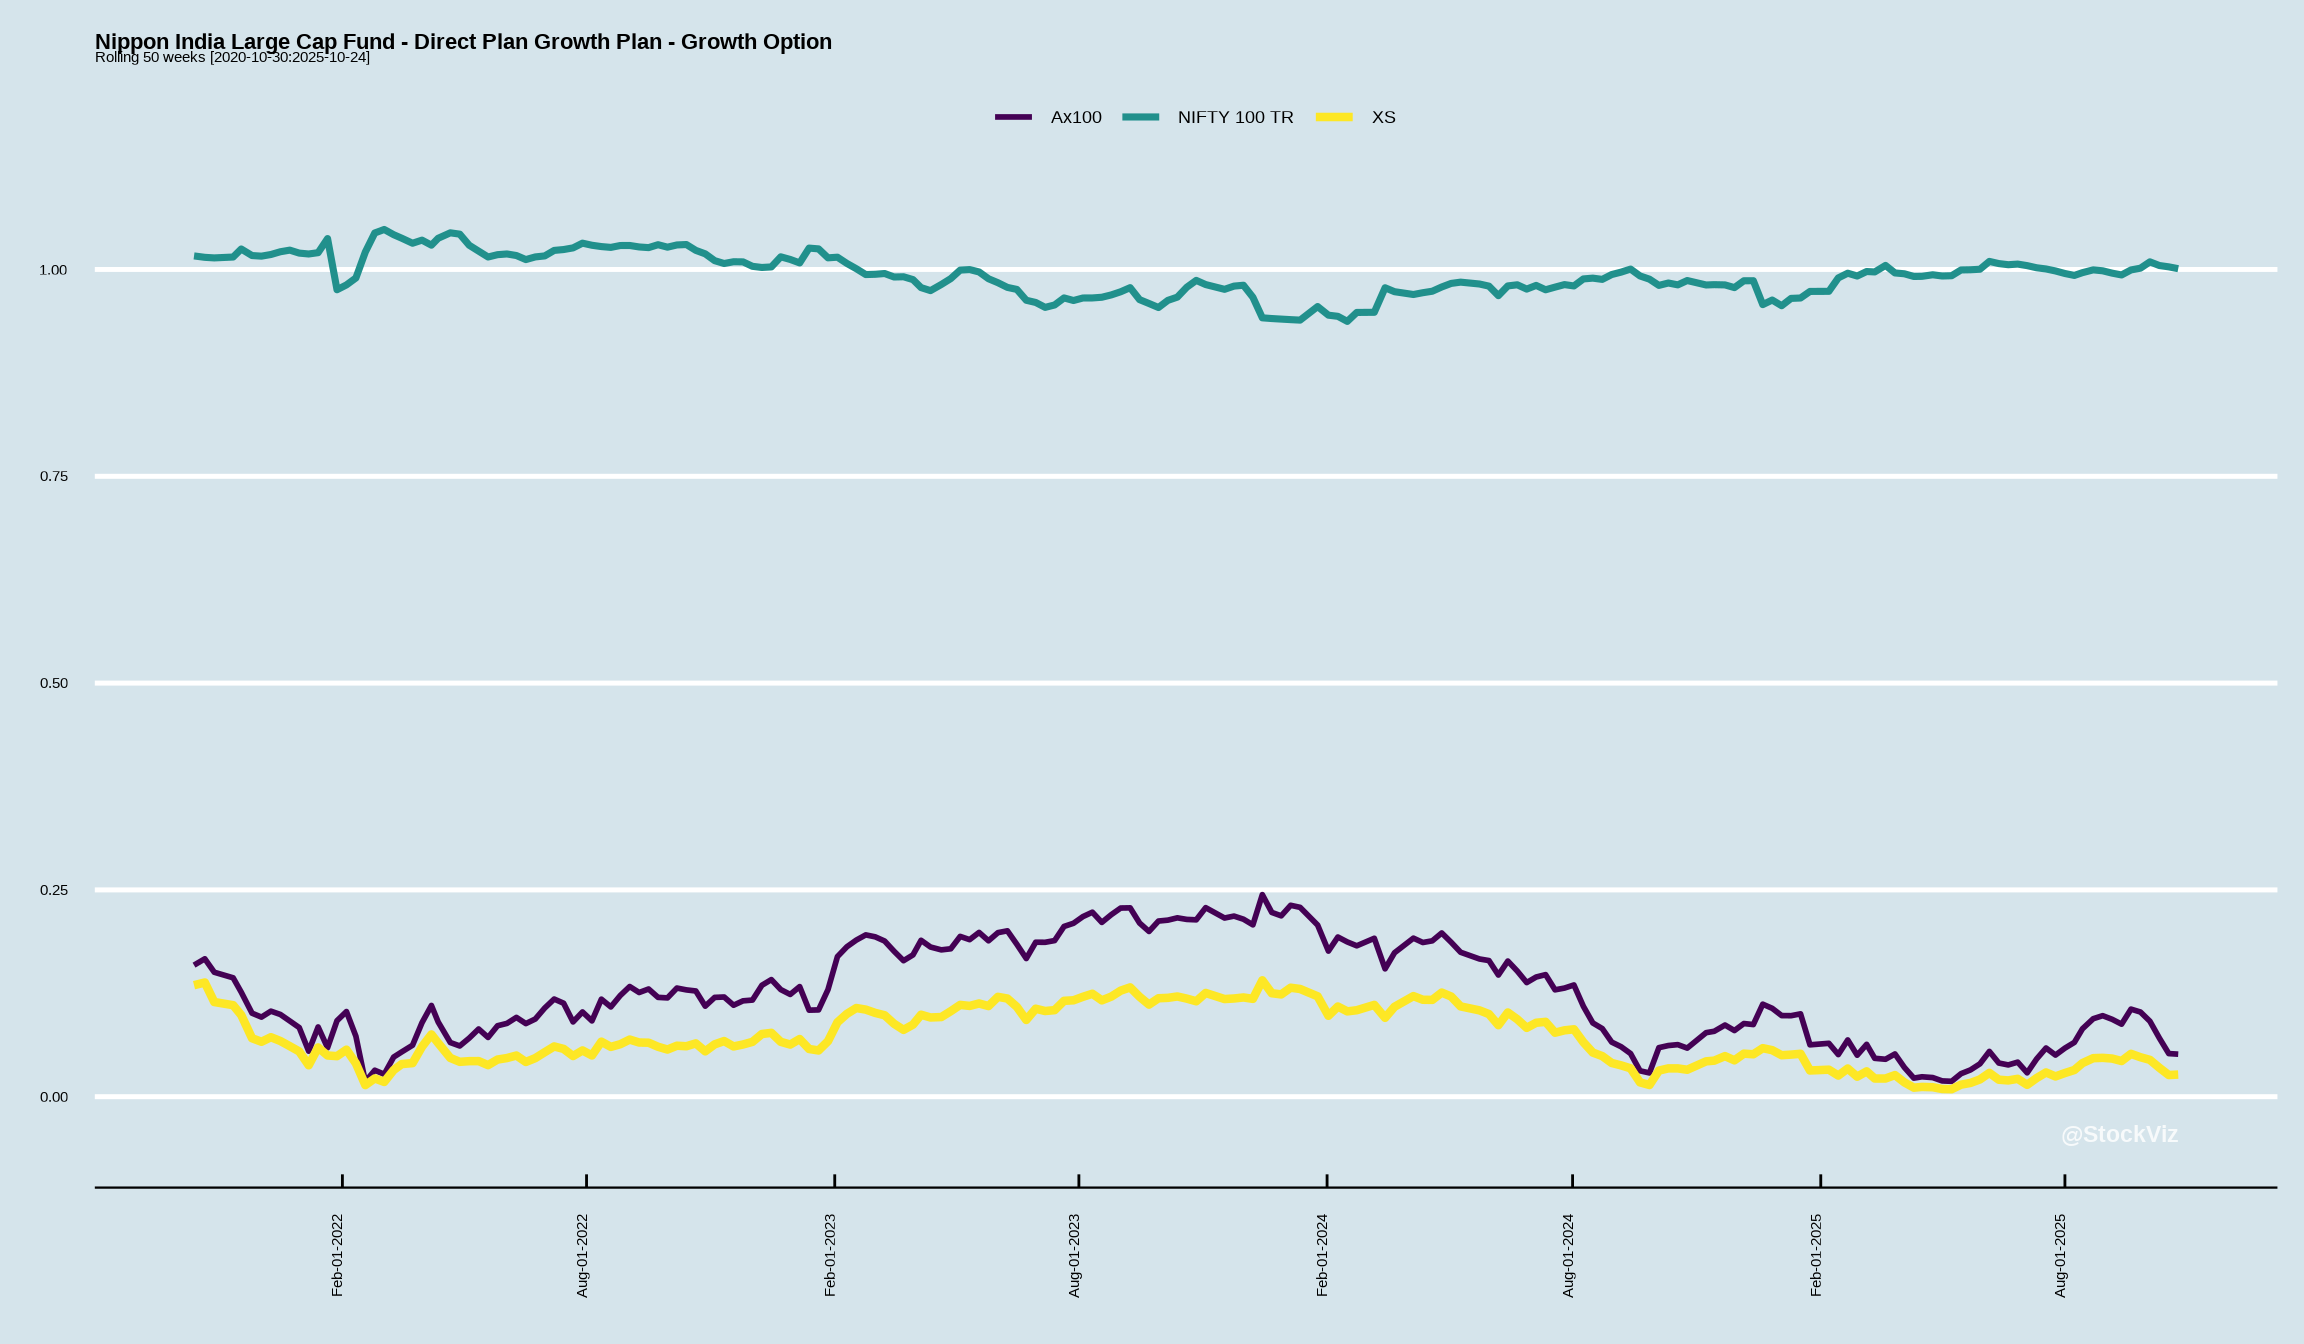 Nippon India Large Cap Fund - Direct Plan Growth Plan - Growth Option
Rolling 50 weeks [2020-10-30:2025-10-24]
Ax100 NIFTY 100 TR XS
1.00
0.75
0.50
0.25
0.00
@StockViz
Feb-01-2022
Aug-01-2022
Feb-01-2023
Aug-01-2023
Feb-01-2024
Aug-01-2024
Feb-01-2025
Aug-01-2025